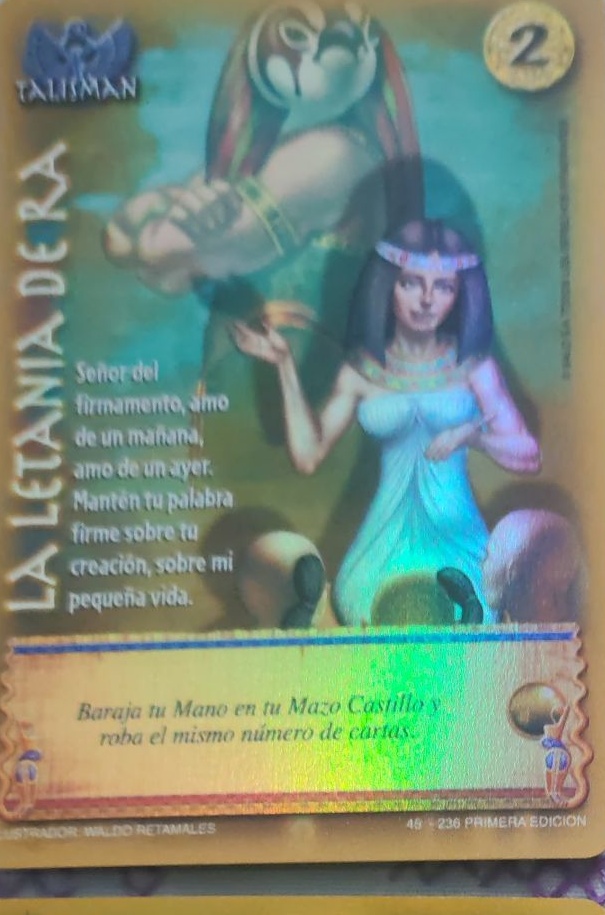 TALISMAN
2
LA LETANIA DE RA
Señor del
firmamento, amo
de un mañana,
amo de un ayer.
Mantén tu palabra
firme sobre tu
creación, sobre mi
pequeña vida.
Baraja tu Mano en tu Mazo Castillo y
roba el mismo número de cartas.
USTRADOR: WALDO RETAMALES
49 - 236 PRIMERA EDICION